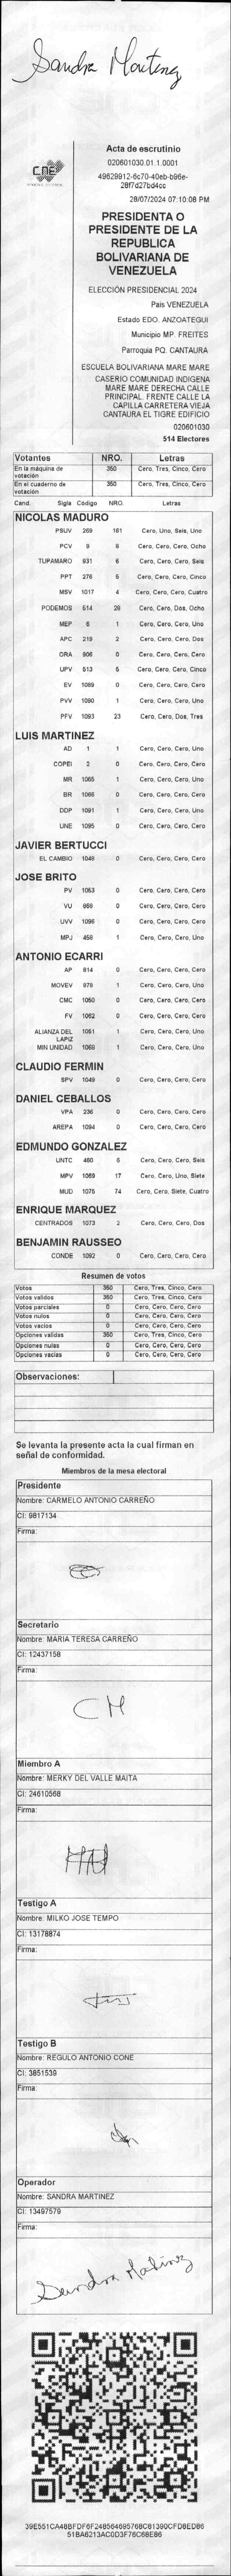 Sandra Martinez
CNE
Acta de escrutinio
020601030.01.1.0001
49629912-6c70-40eb-b96e-
28f7d27bd4cc
28/07/2024 07:10:08 PM
PRESIDENTA O
PRESIDENTE DE LA
REPUBLICA
BOLIVARIANA DE
VENEZUELA
ELECCIÓN PRESIDENCIAL 2024
Pais VENEZUELA
Estado EDO. ANZOATEGUI
Municipio MP. FREITES
Parroquia PQ. CANTAURA
ESCUELA BOLIVARIANA MARE MARE
CASERIO COMUNIDAD INDIGENA
MARE MARE DERECHA CALLE
PRINCIPAL. FRENTE CALLE LA
CAPILLA CARRETERA VIEJA
CANTAURA EL TIGRE EDIFICIO
020601030
514 Electores
Votantes NRO. Letras
En la máquina de votación 350 Cero, Tres, Cinco, Cero
En el cuaderno de votación 350 Cero, Tres, Cinco, Cero
Cand. Sigla Código NRO. Letras
NICOLAS MADURO
PSUV 269 161 Cero, Uno, Seis, Uno
PCV 8 Cero, Cero, Cero, Ocho
TUPAMARO 931 6 Cero, Cero, Cero, Seis
PPT 276 5 Cero, Cero, Cero, Cinco
MSV 1017 4 Cero, Cero, Cero, Cuatro
PODEMOS 514 28 Cero, Cero, Dos, Ocho
MEP 6 1 Cero, Cero, Cero, Uno
APC 219 2 Cero, Cero, Cero, Dos
ORA 906 0 Cero, Cero, Cero, Cero
UPV 513 5 Cero, Cero, Cero, Cinco
EV 1089 0 Cero, Cero, Cero, Cero
PVV 1090 1 Cero, Cero, Cero, Uno
PFV 1093 23 Cero, Cero, Dos, Tres
LUIS MARTINEZ
AD 1 1 Cero, Cero, Cero, Uno
COPEI 2 0 Cero, Cero, Cero, Cero
MR 1065 1 Cero, Cero, Cero, Uno
BR 1066 0 Cero, Cero, Cero, Cero
DDP 1091 1 Cero, Cero, Cero, Uno
UNE 1095 0 Cero, Cero, Cero, Cero
JAVIER BERTUCCI
EL CAMBIO 1048 0 Cero, Cero, Cero, Cero
JOSE BRITO
PV 1053 0 Cero, Cero, Cero, Cero
VU 868 0 Cero, Cero, Cero, Cero
UVV 1096 0 Cero, Cero, Cero, Cero
MPJ 458 1 Cero, Cero, Cero, Uno
ANTONIO ECARRI
AP 814 0 Cero, Cero, Cero, Cero
MOVEV 978 1 Cero, Cero, Cero, Uno
CMC 1050 0 Cero, Cero, Cero, Cero
FV 1062 0 Cero, Cero, Cero, Cero
ALIANZA DEL LAPIZ 1051 1 Cero, Cero, Cero, Uno
MIN UNIDAD 1068 1 Cero, Cero, Cero, Uno
CLAUDIO FERMIN
SPV 1049 0 Cero, Cero, Cero, Cero
DANIEL CEBALLOS
VPA 236 0 Cero, Cero, Cero, Cero
AREPA 1094 0 Cero, Cero, Cero, Cero
EDMUNDO GONZALEZ
UNTC 460 6 Cero, Cero, Cero, Seis
MPV 1069 17 Cero, Cero, Uno, Siete
MUD 1075 74 Cero, Cero, Siete, Cuatro
ENRIQUE MARQUEZ
CENTRADOS 1073 2 Cero, Cero, Cero, Dos
BENJAMIN RAUSSEO
CONDE 1092 0 Cero, Cero, Cero, Cero
Resumen de votos
Votos 350 Cero, Tres, Cinco, Cero
Votos validos 350 Cero, Tres, Cinco, Cero
Votos parciales 0 Cero, Cero, Cero, Cero
Votos nulos 0 Cero, Cero, Cero, Cero
Votos vacios 0 Cero, Cero, Cero, Cero
Opciones validas 350 Cero, Tres, Cinco, Cero
Opciones nulas 0 Cero, Cero, Cero, Cero
Opciones vacias 0 Cero, Cero, Cero, Cero
Observaciones:
Se levanta la presente acta la cual firman en
señal de conformidad.
Miembros de la mesa electoral
Presidente
Nombre: CARMELO ANTONIO CARREÑO
CI: 9817134
Firma:
Secretario
Nombre: MARIA TERESA CARREÑO
CI: 12437158
Firma:
CM
Miembro A
Nombre: MERKY DEL VALLE MAITA
CI: 24610568
Firma:
Testigo A
Nombre: MILKO JOSE TEMPO
CI: 13178874
Firma:
Testigo B
Nombre: REGULO ANTONIO CONE
CI: 3851539
Firma:
Operador
Nombre: SANDRA MARTINEZ
CI: 13497579
Firma:
Sandra Matinez
39E551CA48BFDF6F248564695768C81390CFD8ED86
51BA6213AC0D3F76C68E86